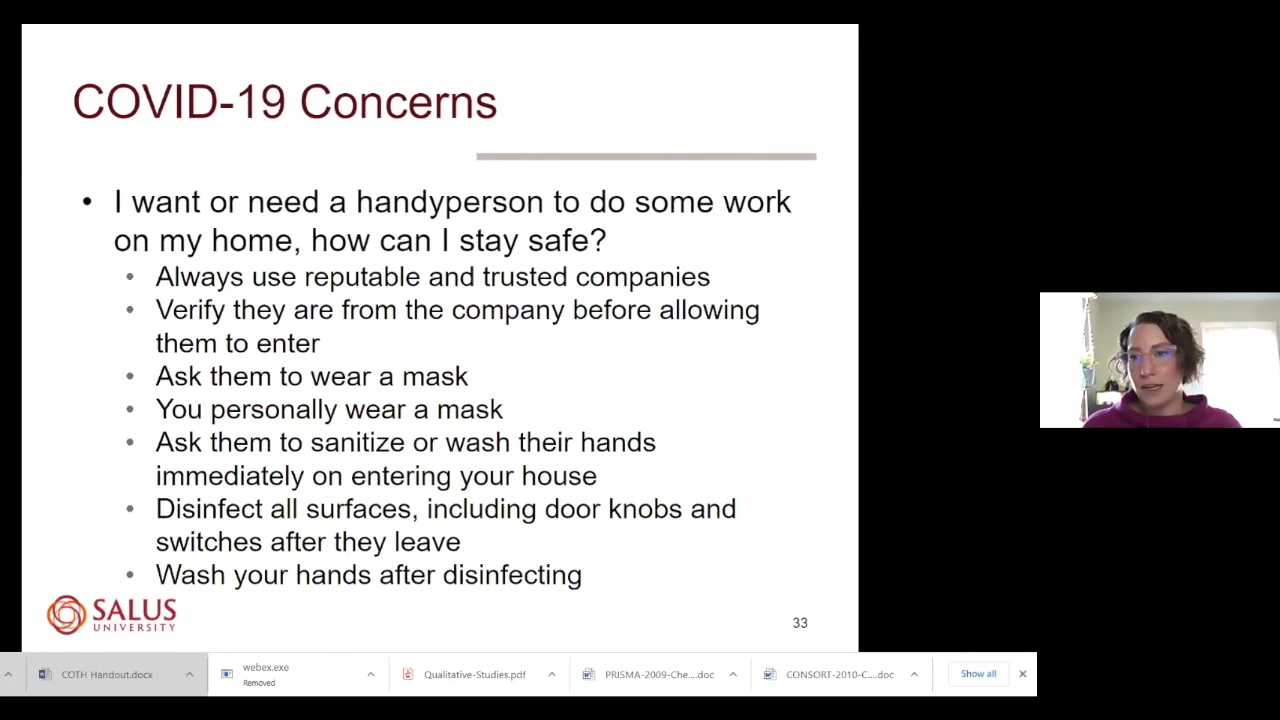 COVID-19 Concerns
• I want or need a handyperson to do some work
on my home, how can I stay safe?
• Always use reputable and trusted companies
• Verify they are from the company before allowing
them to enter
• Ask them to wear a mask
• You personally wear a mask
• Ask them to sanitize or wash their hands
immediately on entering your house
• Disinfect all surfaces, including door knobs and
switches after they leave
• Wash your hands after disinfecting
SALUS
UNIVERSITY
33
COTH Handout.docx
webex.exe
Removed
Qualitative-Studies.pdf
PRISMA-2009-Che....doc
CONSORT-2010-C....doc
Show all